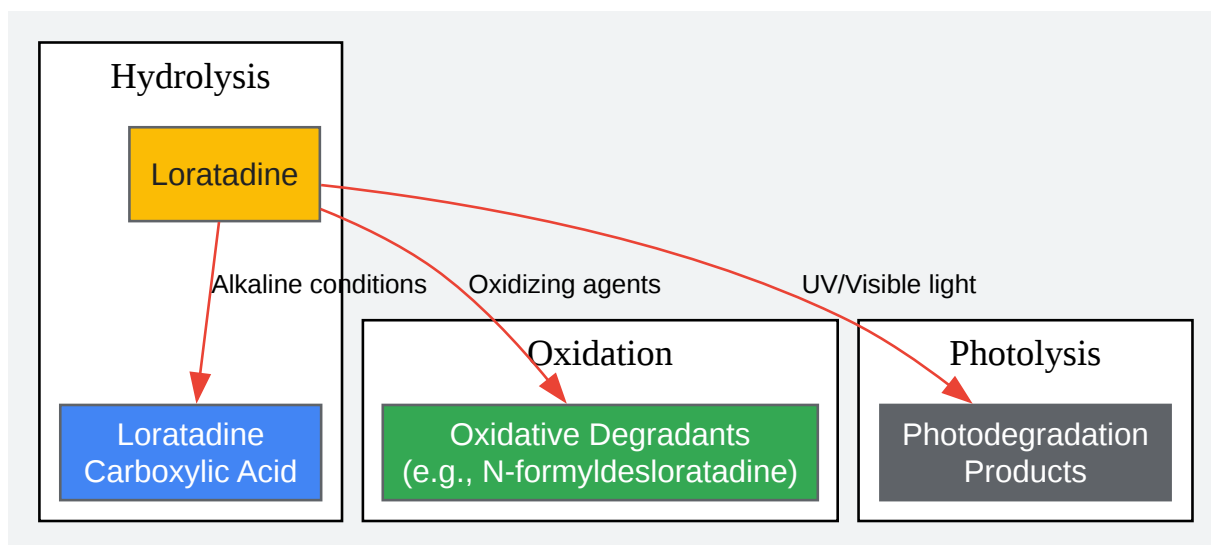 Hydrolysis
Loratadine
Alkaline conditions
Oxidizing agents
UV/Visible light
Oxidation
Photolysis
Loratadine
Carboxylic Acid
Oxidative Degradants
(e.g., N-formyldesloratadine)
Photodegradation
Products